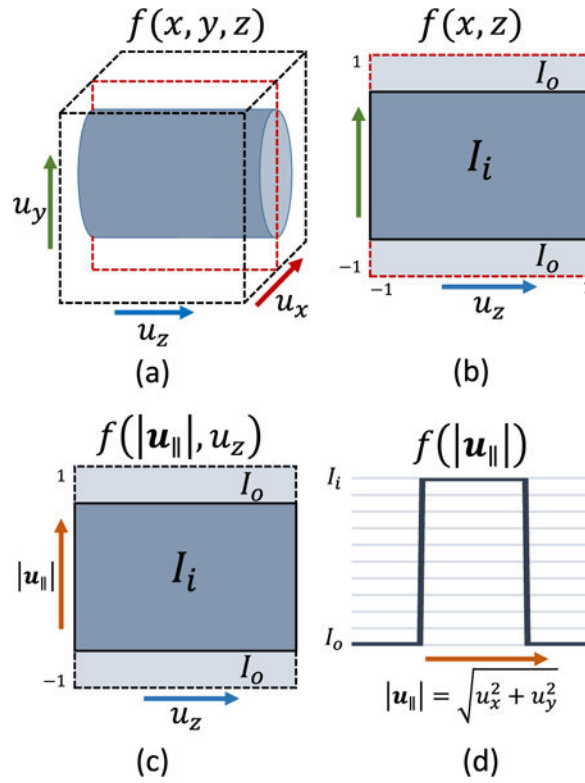 f(x, y, z)
u_y
u_z
u_x
(a)
f(x, z)
1
I_o
I_i
I_o
−1
−1
u_z
(b)
f(|u_∥|, u_z)
1
I_o
|u_∥|
I_i
I_o
−1
u_z
(c)
f(|u_∥|)
I_i
I_o
|u_∥| = √(u_x^2 + u_y^2)
(d)